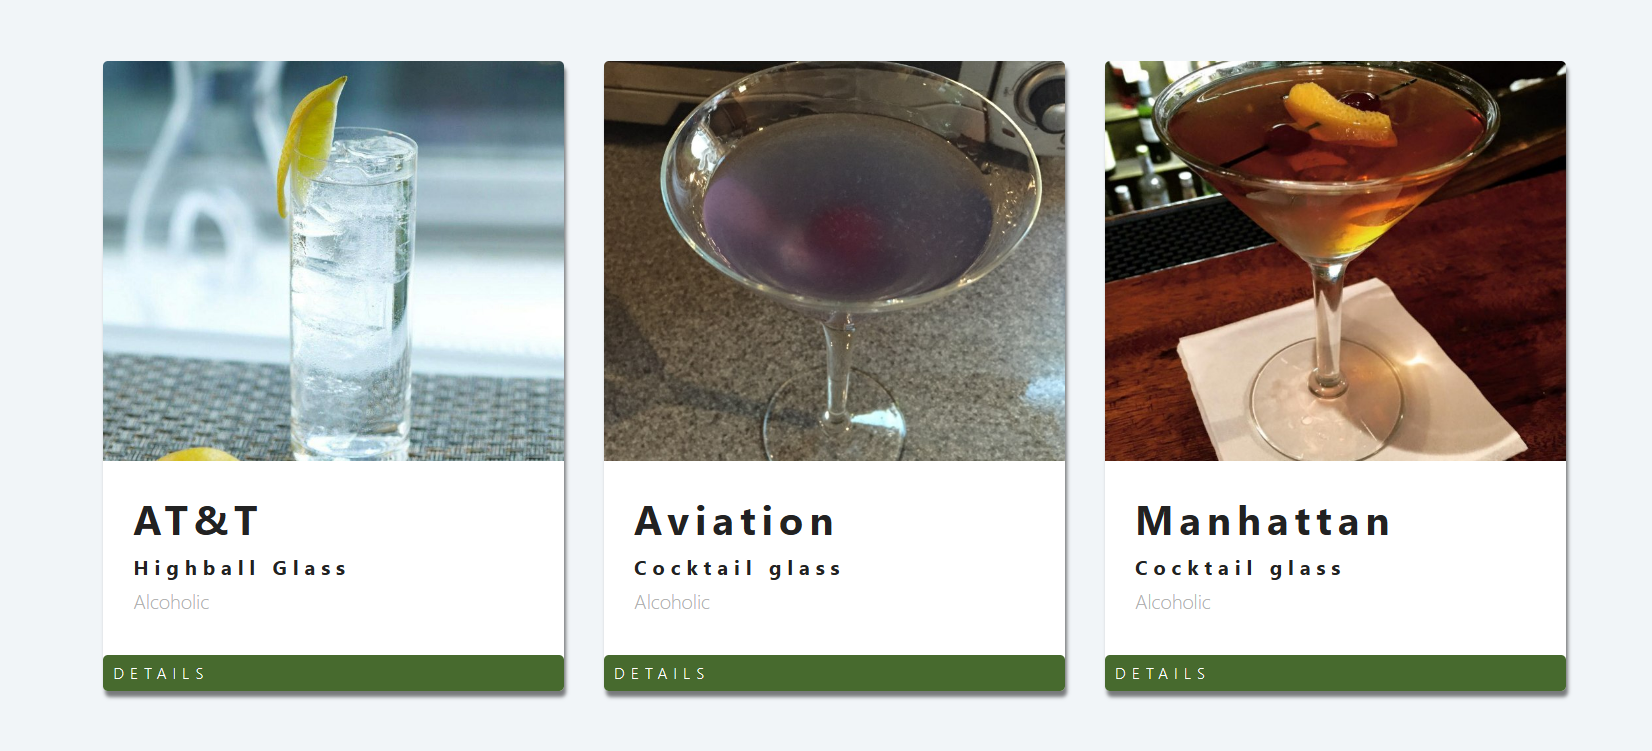 AT&T
Highball Glass
Alcoholic
DETAILS
Aviation
Cocktail glass
Alcoholic
DETAILS
Manhattan
Cocktail glass
Alcoholic
DETAILS